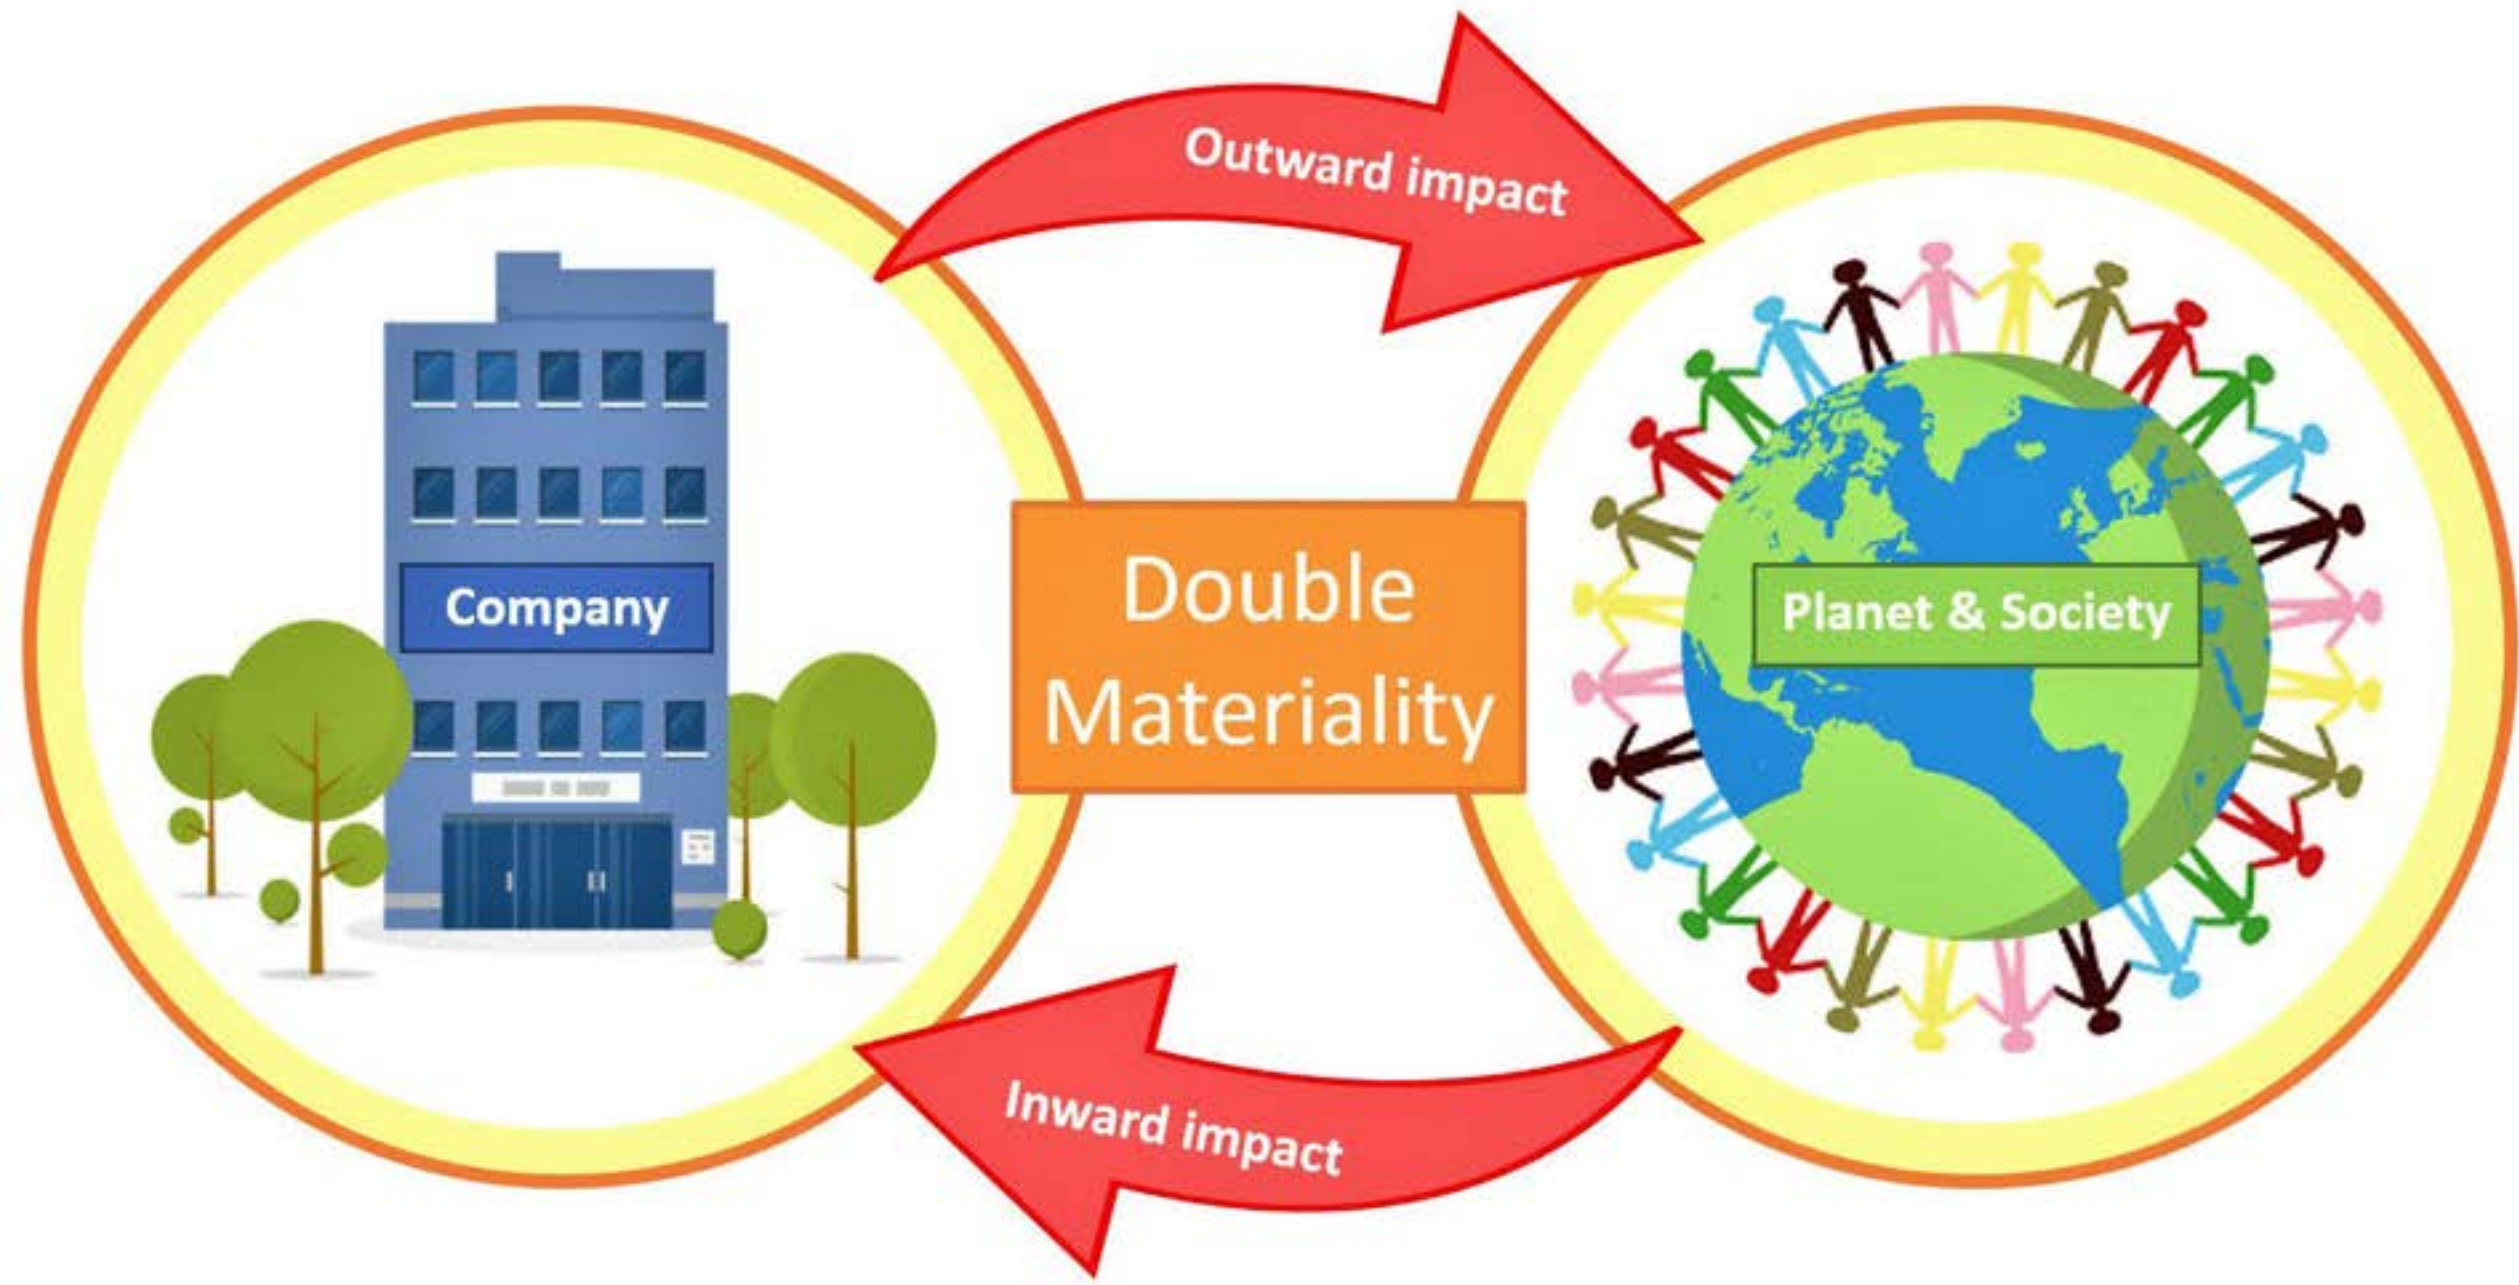 Outward impact
Company
Double
Materiality
Planet & Society
Inward impact